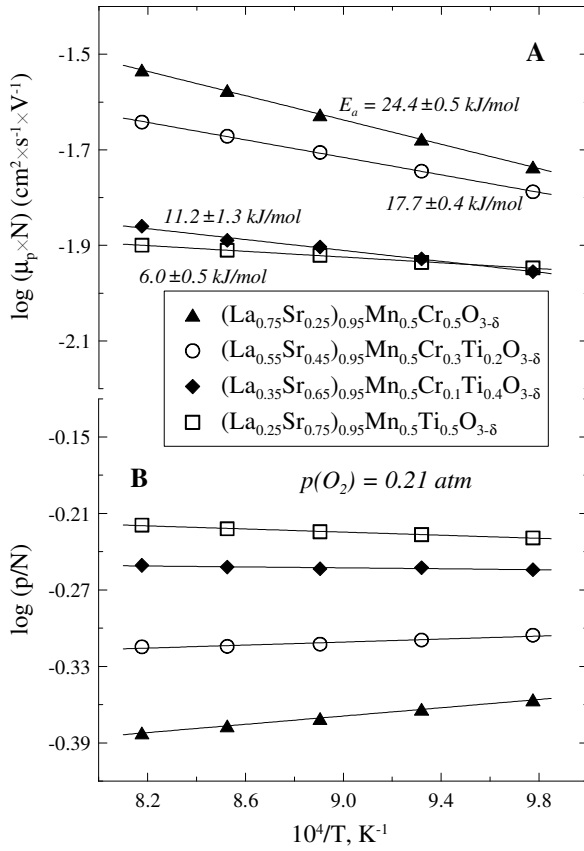 -1.5
A
E_a = 24.4 ±0.5 kJ/mol
-1.7
17.7 ±0.4 kJ/mol
11.2 ±1.3 kJ/mol
-1.9
6.0 ±0.5 kJ/mol
-2.1
log (μ_p×N) (cm²×s⁻¹×V⁻¹)
(La₀.₇₅Sr₀.₂₅)₀.₉₅Mn₀.₅Cr₀.₅O₃₋δ
(La₀.₅₅Sr₀.₄₅)₀.₉₅Mn₀.₅Cr₀.₃Ti₀.₂O₃₋δ
(La₀.₃₅Sr₀.₆₅)₀.₉₅Mn₀.₅Cr₀.₁Ti₀.₄O₃₋δ
(La₀.₂₅Sr₀.₇₅)₀.₉₅Mn₀.₅Ti₀.₅O₃₋δ
-0.15
B
p(O₂) = 0.21 atm
-0.21
-0.27
-0.33
-0.39
log (p/N)
8.2 8.6 9.0 9.4 9.8
10⁴/T, K⁻¹